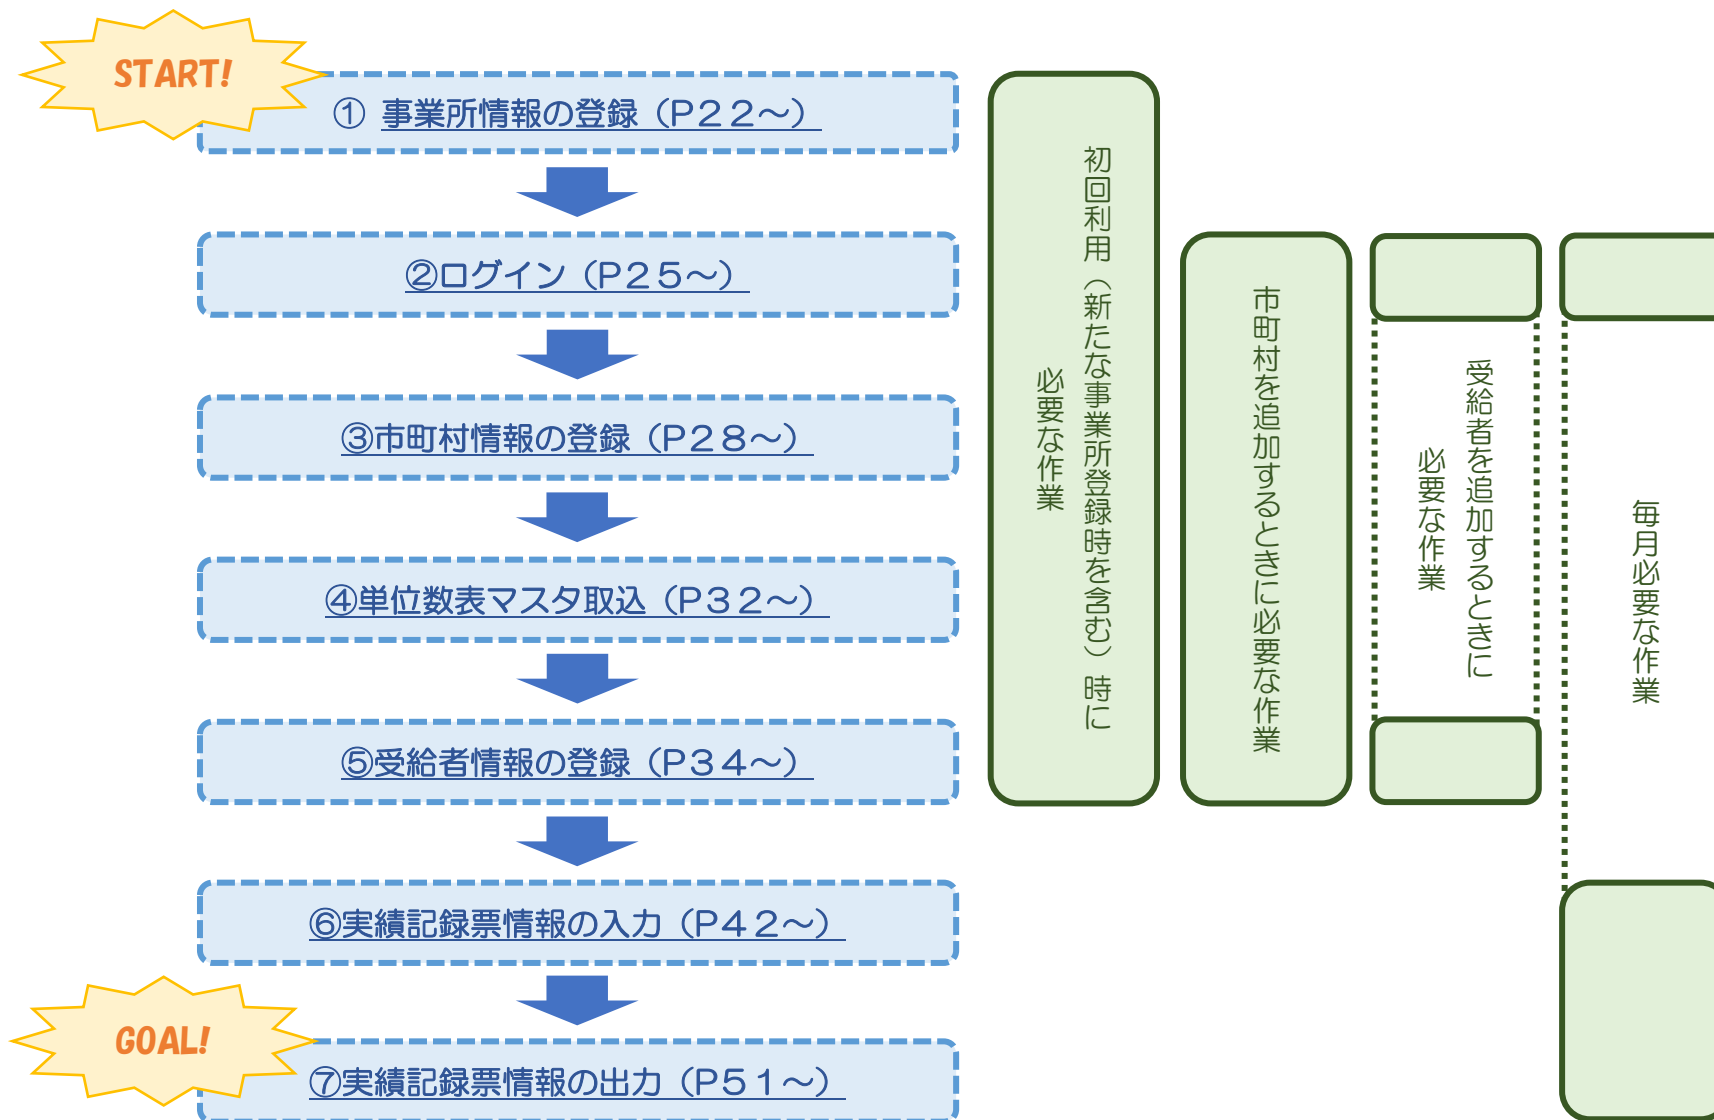 START!
① 事業所情報の登録（P２２～）
②ログイン（P２５～）
③市町村情報の登録（P２８～）
④単位数表マスタ取込（P３２～）
⑤受給者情報の登録（P３４～）
⑥実績記録票情報の入力（P４２～）
GOAL!
⑦実績記録票情報の出力（P５１～）
初回利用（新たな事業所登録時を含む）時に
必要な作業
市町村を追加するときに必要な作業
受給者を追加するときに
必要な作業
毎月必要な作業